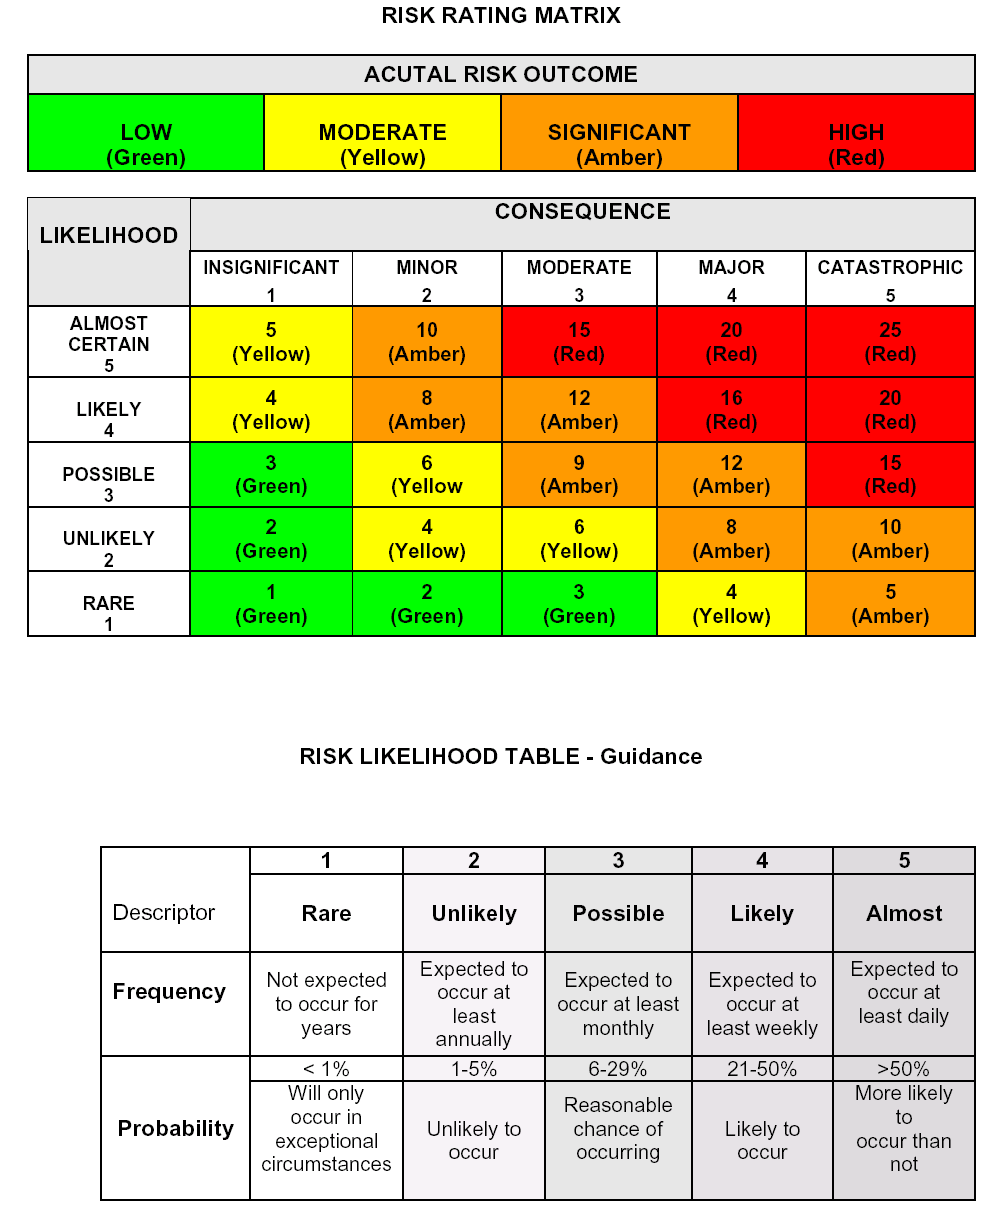 RISK RATING MATRIX
ACUTAL RISK OUTCOME
LOW
(Green)
MODERATE
(Yellow)
SIGNIFICANT
(Amber)
HIGH
(Red)
LIKELIHOOD
CONSEQUENCE
INSIGNIFICANT
1
MINOR
2
MODERATE
3
MAJOR
4
CATASTROPHIC
5
ALMOST
CERTAIN
5
5
(Yellow)
10
(Amber)
15
(Red)
20
(Red)
25
(Red)
LIKELY
4
4
(Yellow)
8
(Amber)
12
(Amber)
16
(Red)
20
(Red)
POSSIBLE
3
3
(Green)
6
(Yellow
9
(Amber)
12
(Amber)
15
(Red)
UNLIKELY
2
2
(Green)
4
(Yellow)
6
(Yellow)
8
(Amber)
10
(Amber)
RARE
1
1
(Green)
2
(Green)
3
(Green)
4
(Yellow)
5
(Amber)
RISK LIKELIHOOD TABLE - Guidance
Descriptor
1
2
3
4
5
Rare
Unlikely
Possible
Likely
Almost
Frequency
Not expected
to occur for
years
Expected to
occur at
least
annually
Expected to
occur at least
monthly
Expected to
occur at
least weekly
Expected to
occur at
least daily
Probability
< 1%
1-5%
6-29%
21-50%
>50%
Will only
occur in
exceptional
circumstances
Unlikely to
occur
Reasonable
chance of
occurring
Likely to
occur
More likely
to
occur than
not